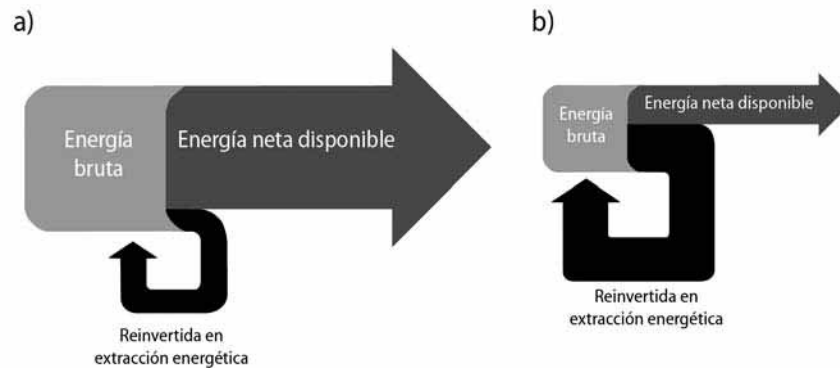 a)
Energía
bruta
Energía neta disponible
Reinvertida en
extracción energética
b)
Energía
bruta
Energía neta disponible
Reinvertida en
extracción energética